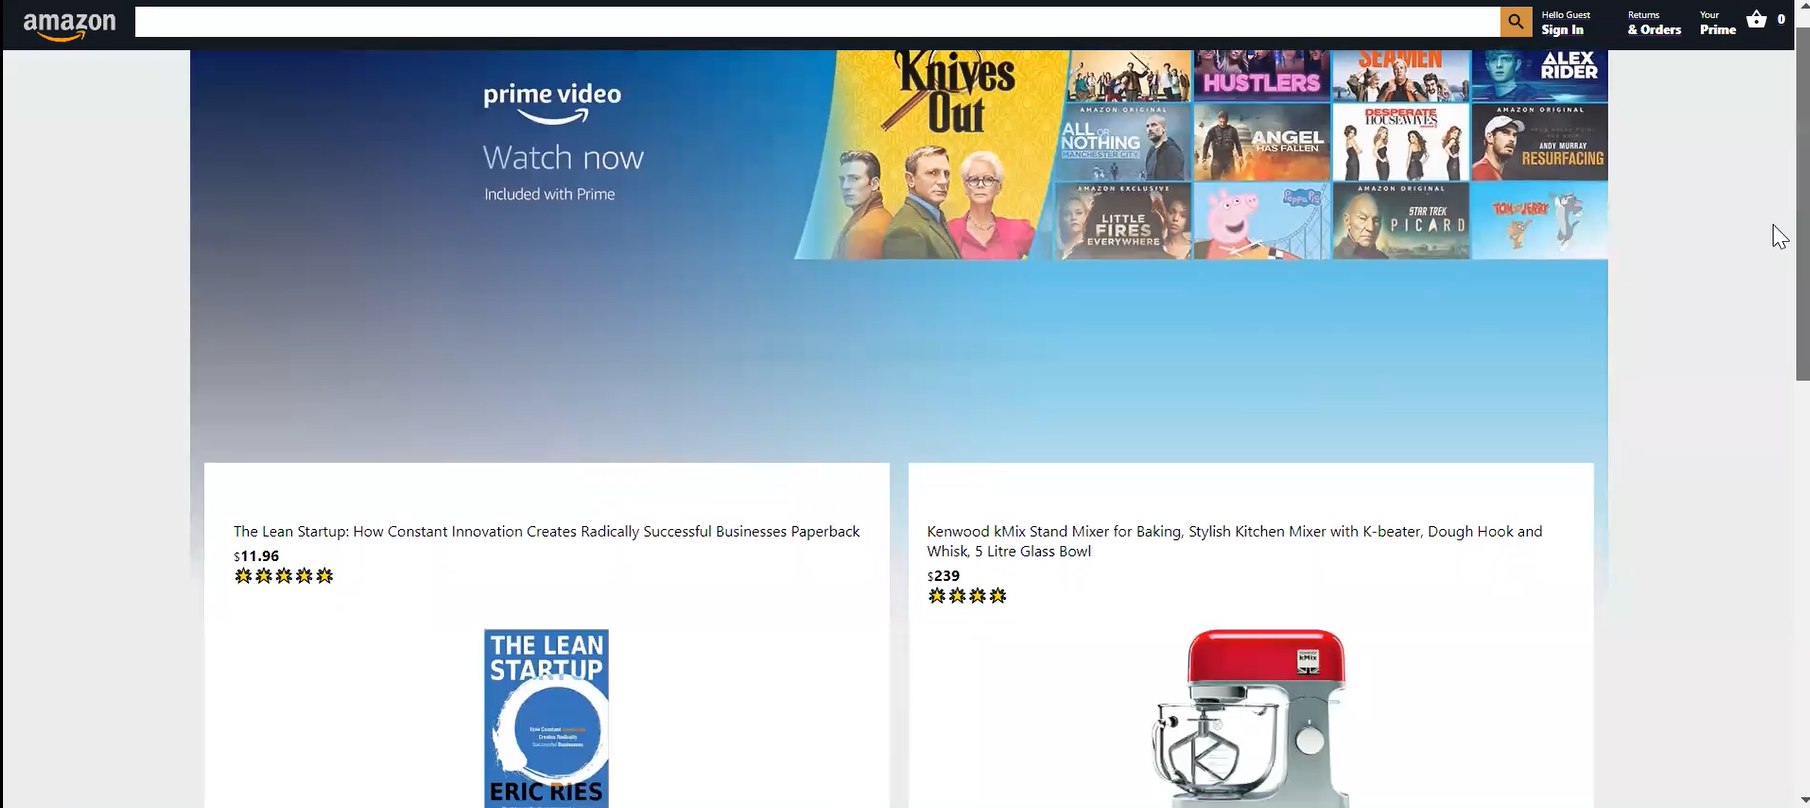 amazon
Hello Guest
Sign In
Returns
& Orders
Your
Prime
0
prime video
Watch now
Included with Prime
Knives
Out
HUSTLERS
SEAMEN
ALEX
RIDER
AMAZON ORIGINAL
ALL OR
NOTHING
MANCHESTER CITY
ANGEL
HAS FALLEN
DESPERATE
HOUSEWIVES
AMAZON ORIGINAL
ANDY MURRAY
RESURFACING
AMAZON EXCLUSIVE
LITTLE
FIRES
EVERYWHERE
Peppa Pig
AMAZON ORIGINAL
STAR TREK
PICARD
TOM and JERRY
The Lean Startup: How Constant Innovation Creates Radically Successful Businesses Paperback
$11.96
Kenwood kMix Stand Mixer for Baking, Stylish Kitchen Mixer with K-beater, Dough Hook and
Whisk, 5 Litre Glass Bowl
$239
THE LEAN
STARTUP
How Constant Innovation
Creates Radically
Successful Businesses
ERIC RIES
kMix